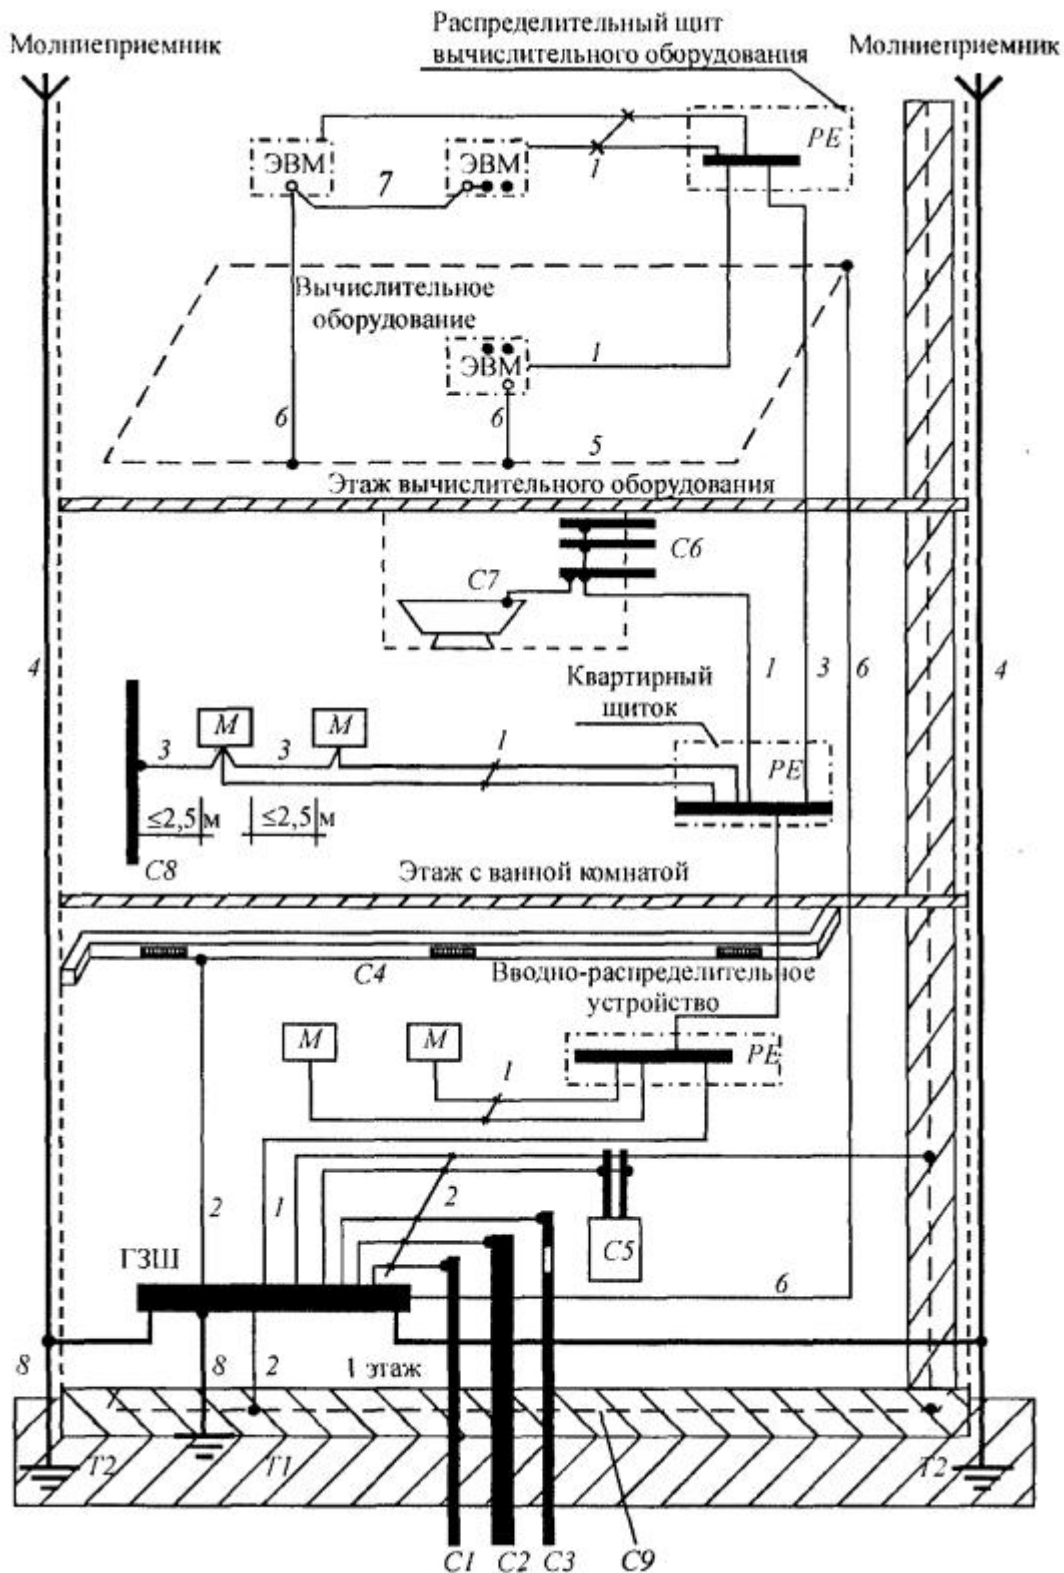 Распределительный щит
вычислительного оборудования
Молниеприемник
Молниеприемник
PE
ЭВМ
ЭВМ
7
1
Вычислительное
оборудование
ЭВМ
1
6
6
5
Этаж вычислительного оборудования
C6
C7
4
1
3
6
4
Квартирный
щиток
M
M
3
3
1
PE
≤2,5 м
≤2,5 м
C8
Этаж с ванной комнатой
C4
Вводно-распределительное
устройство
M
M
PE
1
2
1
2
C5
ГЗШ
6
8
8
2
1 этаж
T2
T1
T2
C1
C2
C3
C9